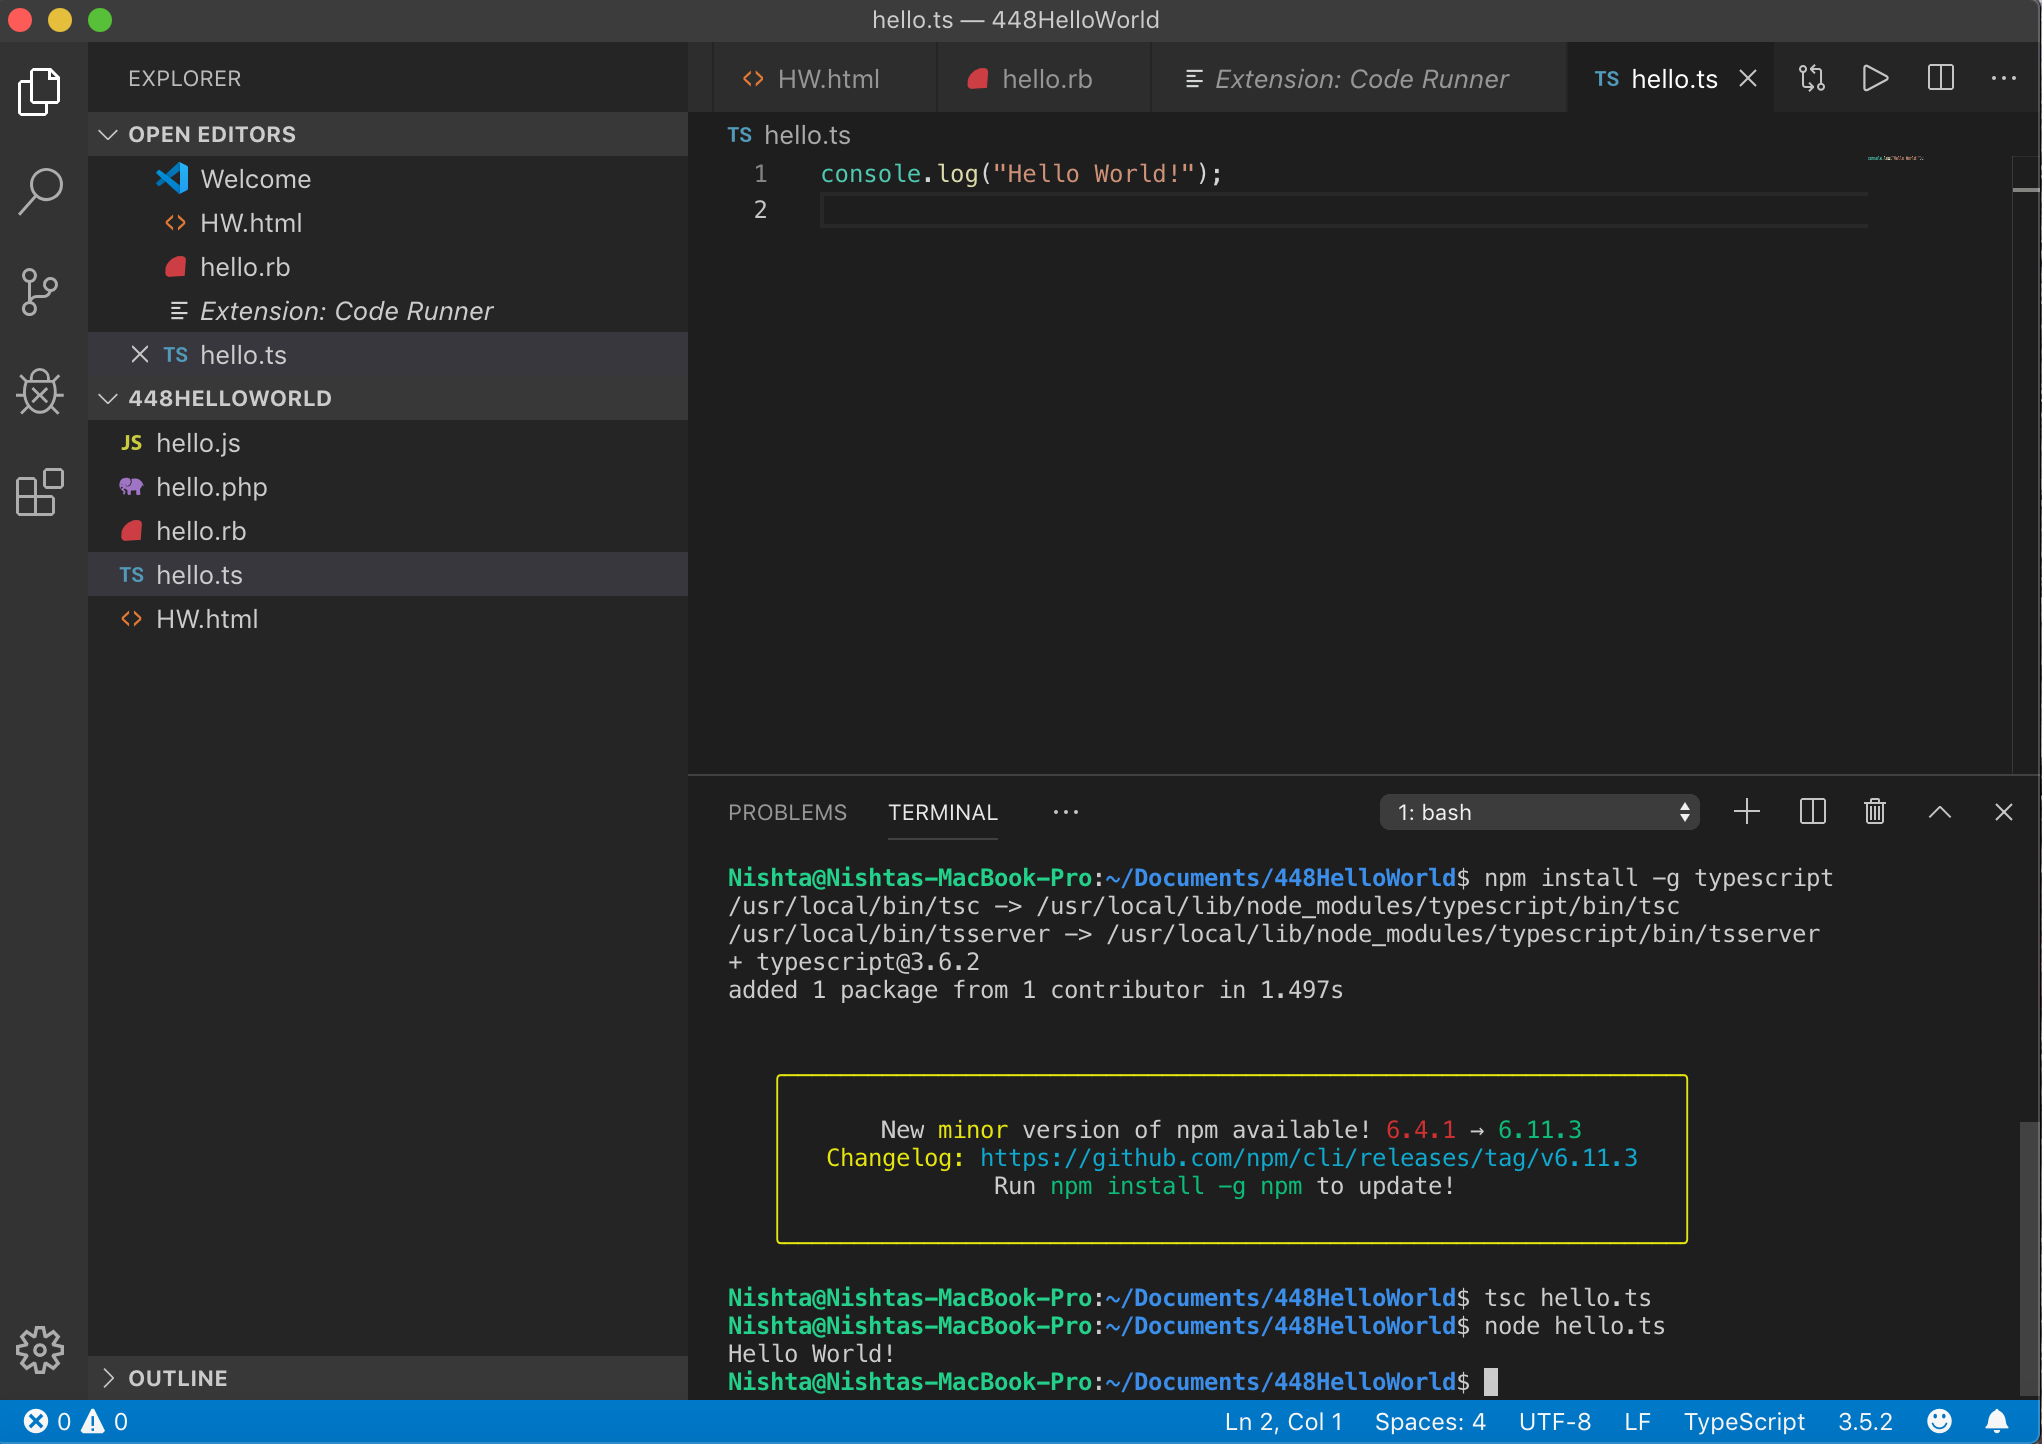 hello.ts — 448HelloWorld
EXPLORER
OPEN EDITORS
Welcome
HW.html
hello.rb
Extension: Code Runner
TS hello.ts
448HELLOWORLD
JS hello.js
hello.php
hello.rb
TS hello.ts
HW.html
OUTLINE
HW.html
hello.rb
Extension: Code Runner
TS hello.ts
TS hello.ts
1 console.log("Hello World!");
2
PROBLEMS TERMINAL ···
1: bash
Nishta@Nishtas-MacBook-Pro:~/Documents/448HelloWorld$ npm install -g typescript
/usr/local/bin/tsc -> /usr/local/lib/node_modules/typescript/bin/tsc
/usr/local/bin/tsserver -> /usr/local/lib/node_modules/typescript/bin/tsserver
+ typescript@3.6.2
added 1 package from 1 contributor in 1.497s
New minor version of npm available! 6.4.1 → 6.11.3
Changelog: https://github.com/npm/cli/releases/tag/v6.11.3
Run npm install -g npm to update!
Nishta@Nishtas-MacBook-Pro:~/Documents/448HelloWorld$ tsc hello.ts
Nishta@Nishtas-MacBook-Pro:~/Documents/448HelloWorld$ node hello.ts
Hello World!
Nishta@Nishtas-MacBook-Pro:~/Documents/448HelloWorld$
0 0 Ln 2, Col 1 Spaces: 4 UTF-8 LF TypeScript 3.5.2